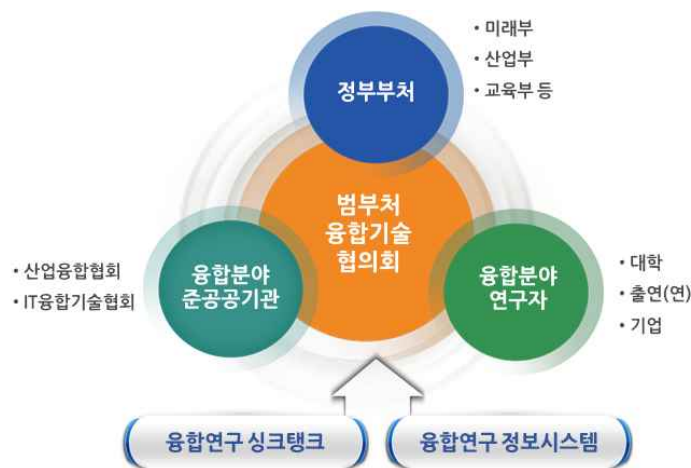 정부부처
• 미래부
• 산업부
• 교육부 등
범부처
융합기술
협의회
• 산업융합협회
• IT융합기술협회
융합분야
준공공기관
융합분야
연구자
• 대학
• 출연(연)
• 기업
융합연구 싱크탱크
융합연구 정보시스템